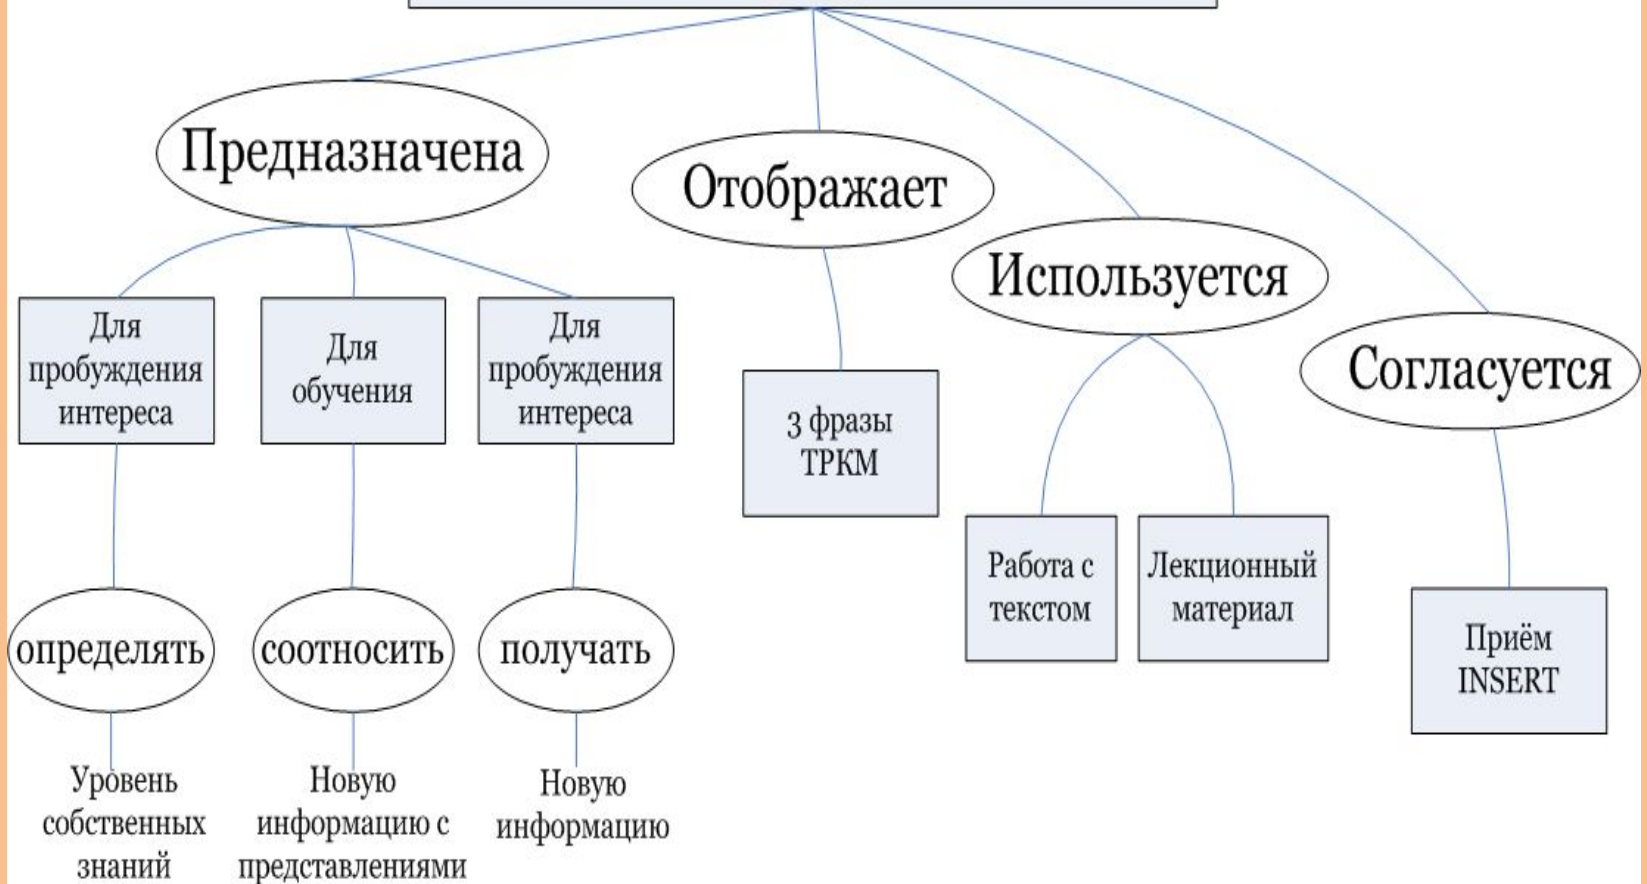 Предназначена
Отображает
Используется
Согласуется
Для
пробуждения
интереса
Для
обучения
Для
пробуждения
интереса
3 фразы
ТРКМ
Работа с
текстом
Лекционный
материал
Приём
INSERT
определять
соотносить
получать
Уровень
собственных
знаний
Новую
информацию с
представлениями
Новую
информацию